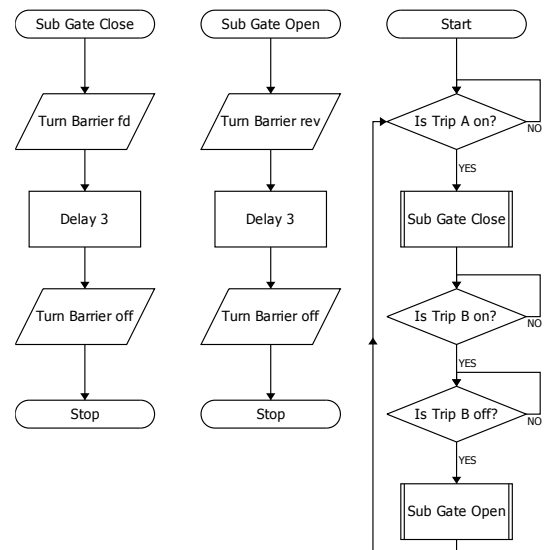 Sub Gate Close
Turn Barrier fd
Delay 3
Turn Barrier off
Stop
Sub Gate Open
Turn Barrier rev
Delay 3
Turn Barrier off
Stop
Start
Is Trip A on?
NO
YES
Sub Gate Close
Is Trip B on?
NO
YES
Is Trip B off?
NO
YES
Sub Gate Open